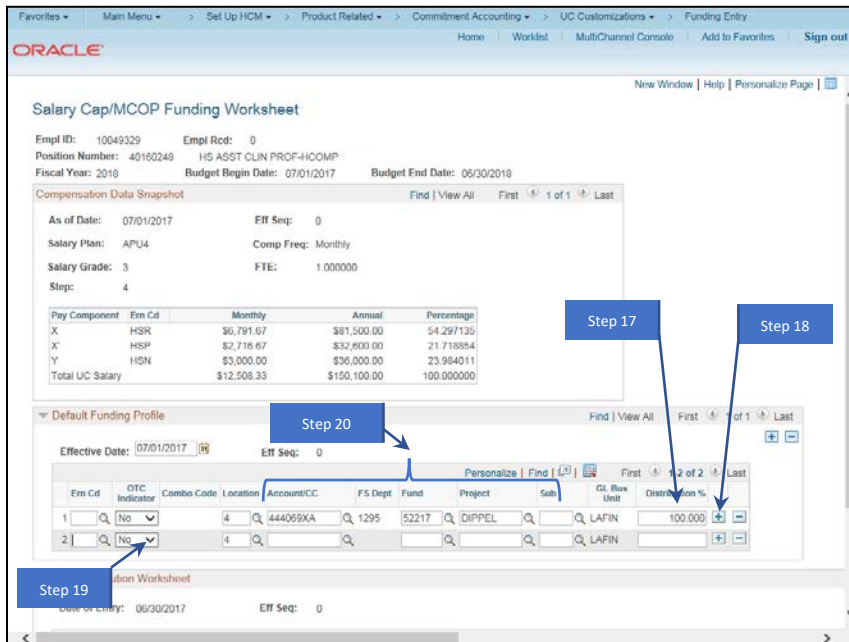 Favorites Main Menu > Set Up HCM > Product Related > Commitment Accounting > UC Customizations > Funding Entry
Home Worklist MultiChannel Console Add to Favorites Sign out
ORACLE
New Window | Help | Personalize Page |
Salary Cap/MCOP Funding Worksheet
Empl ID: 10049329 Empl Rcd: 0
Position Number: 40160248 HS ASST CLIN PROF-HCOMP
Fiscal Year: 2018 Budget Begin Date: 07/01/2017 Budget End Date: 06/30/2018
Compensation Data Snapshot Find | View All First 1 of 1 Last
As of Date: 07/01/2017 Eff Seq: 0
Salary Plan: APU4 Comp Freq: Monthly
Salary Grade: 3 FTE: 1.000000
Step: 4
Pay Component Ern Cd Monthly Annual Percentage
X HSR $6,791.67 $81,500.00 54.297135
X' HSP $2,716.67 $32,600.00 21.718854
Y HSN $3,000.00 $36,000.00 23.984011
Total UC Salary $12,508.33 $150,100.00 100.000000
Step 17
Step 18
Default Funding Profile Find | View All First 1 of 1 Last
Step 20
Effective Date: 07/01/2017 Eff Seq: 0
Personalize | Find | First 1-2 of 2 Last
Ern Cd OTC Indicator Combo Code Location Account/CC FS Dept Fund Project Sub GL Bus Unit Distribution %
1 No 4 444069XA 1295 52217 DIPPEL LAFIN 100.000
2 No 4 LAFIN
Step 19
ution Worksheet
Date of Entry: 06/30/2017 Eff Seq: 0